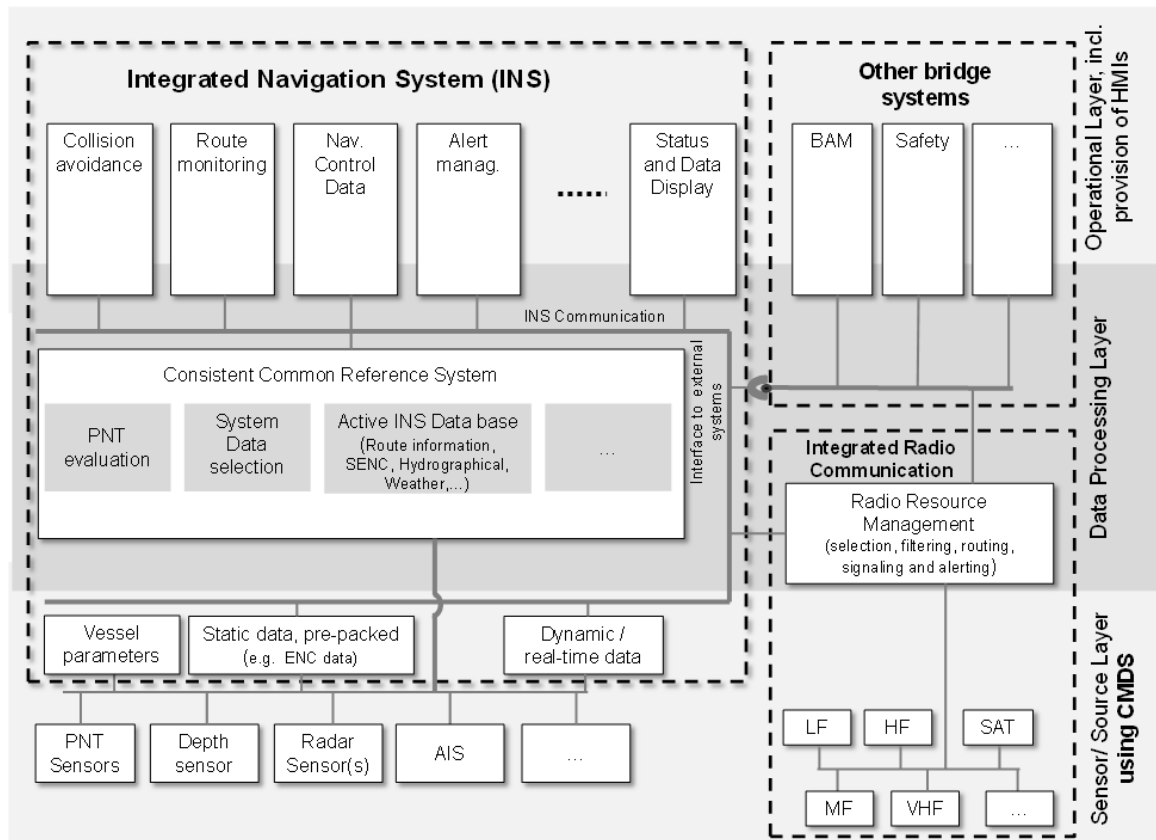 Integrated Navigation System (INS)
Collision
avoidance
Route
monitoring
Nav.
Control
Data
Alert
manag.
......
Status
and Data
Display
INS Communication
Consistent Common Reference System
PNT
evaluation
System
Data
selection
Active INS Data base
(Route information,
SENC, Hydrographical,
Weather,...)
...
Interface to external
systems
Vessel
parameters
Static data, pre-packed
(e.g. ENC data)
Dynamic /
real-time data
PNT
Sensors
Depth
sensor
Radar
Sensor(s)
AIS
...
Other bridge
systems
BAM
Safety
...
Integrated Radio
Communication
Radio Resource
Management
(selection, filtering, routing,
signaling and alerting)
LF
HF
SAT
MF
VHF
...
Operational Layer, incl.
provision of HMIs
Data Processing Layer
Sensor/ Source Layer
using CMDS